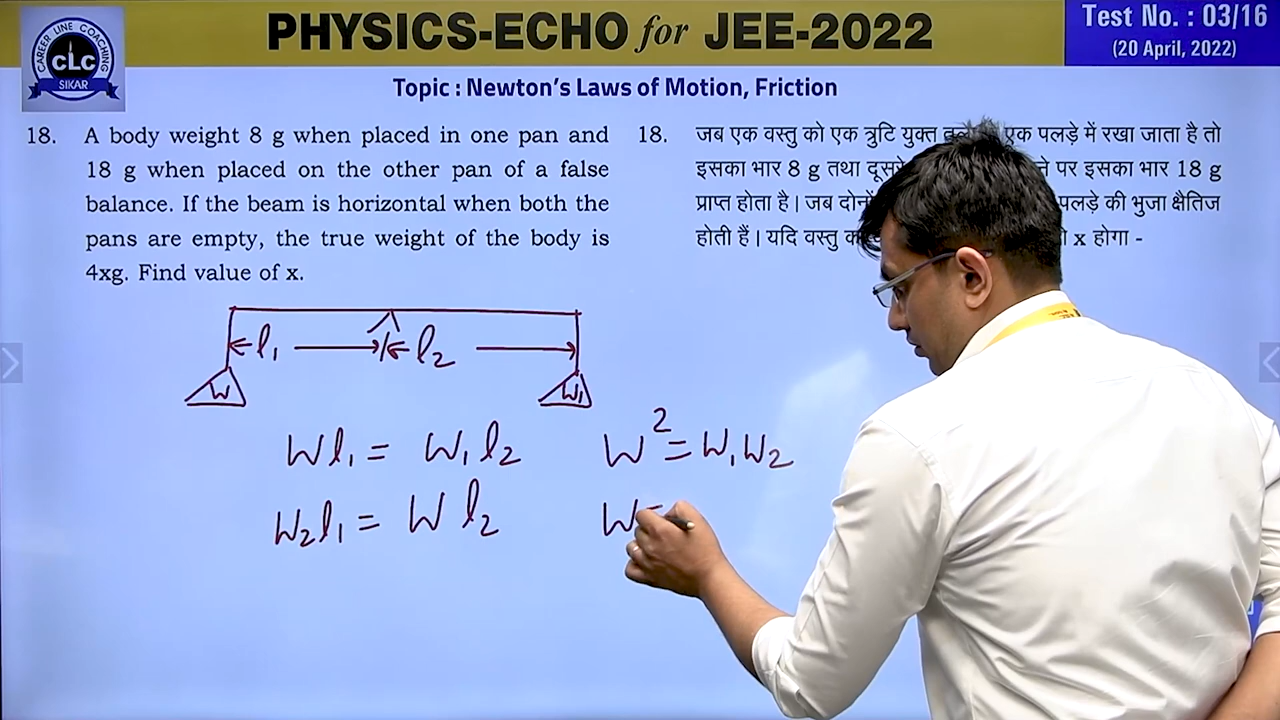 PHYSICS-ECHO for JEE-2022
Test No. : 03/16
(20 April, 2022)
CAREER LINE COACHING
CLC
SIKAR
Topic : Newton's Laws of Motion, Friction
18. A body weight 8 g when placed in one pan and
18 g when placed on the other pan of a false
balance. If the beam is horizontal when both the
pans are empty, the true weight of the body is
4xg. Find value of x.
18. जब एक वस्तु को एक त्रुटि युक्त एक पलड़े में रखा जाता है तो
इसका भार 8 g तथा दूसरे पर इसका भार 18 g
प्राप्त होता है। जब दोनों पलड़े की भुजा क्षैतिज
होती हैं। यदि वस्तु x होगा -
l₁ l₂
W W₁
Wl₁ = W₁l₂
W² = W₁W₂
W₂l₁ = Wl₂
W =